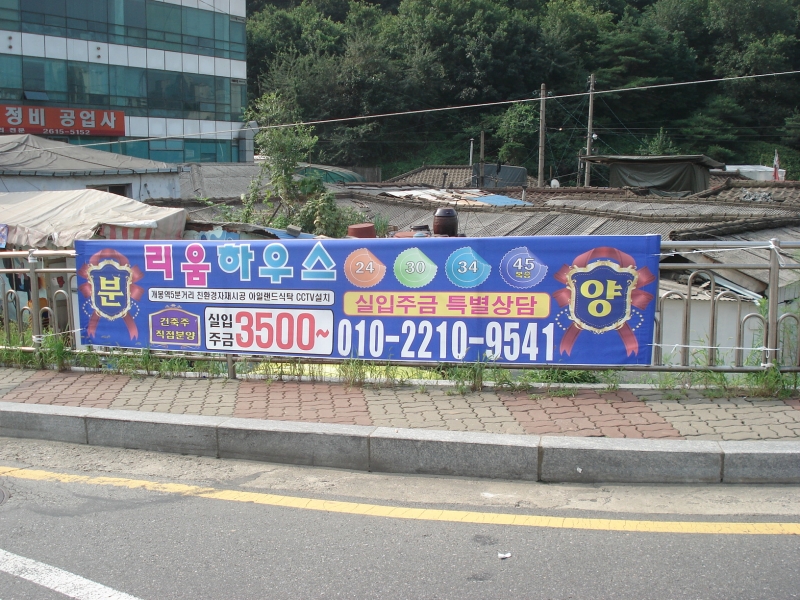 정비 공업사
2615-5152
분
리움하우스
24
30
34
45
복층
양
개봉역5분거리 친환경자재시공 아일랜드식탁 CCTV설치
실입주금 특별상담
건축주
직접분양
실입
주금
3500~
010-2210-9541